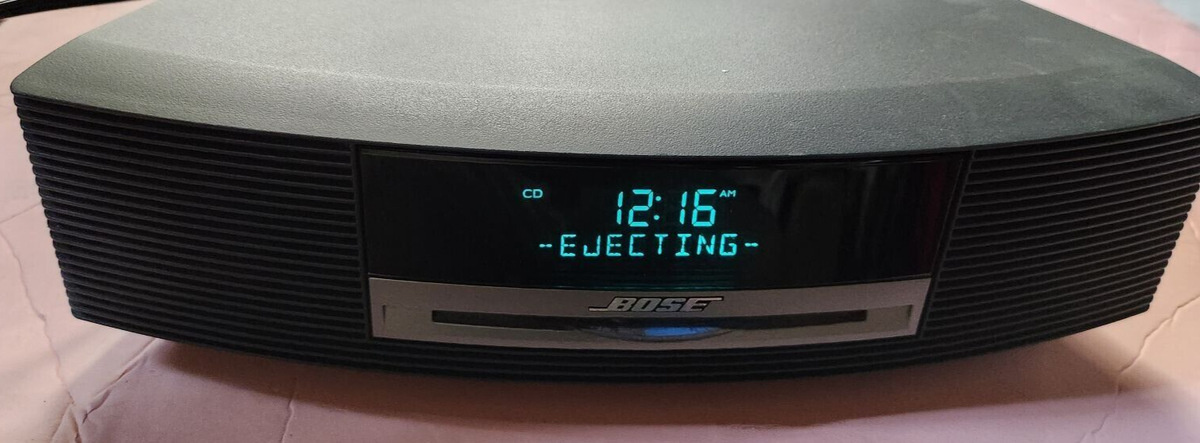 CD 12:16 AM
-EJECTING-
BOSE